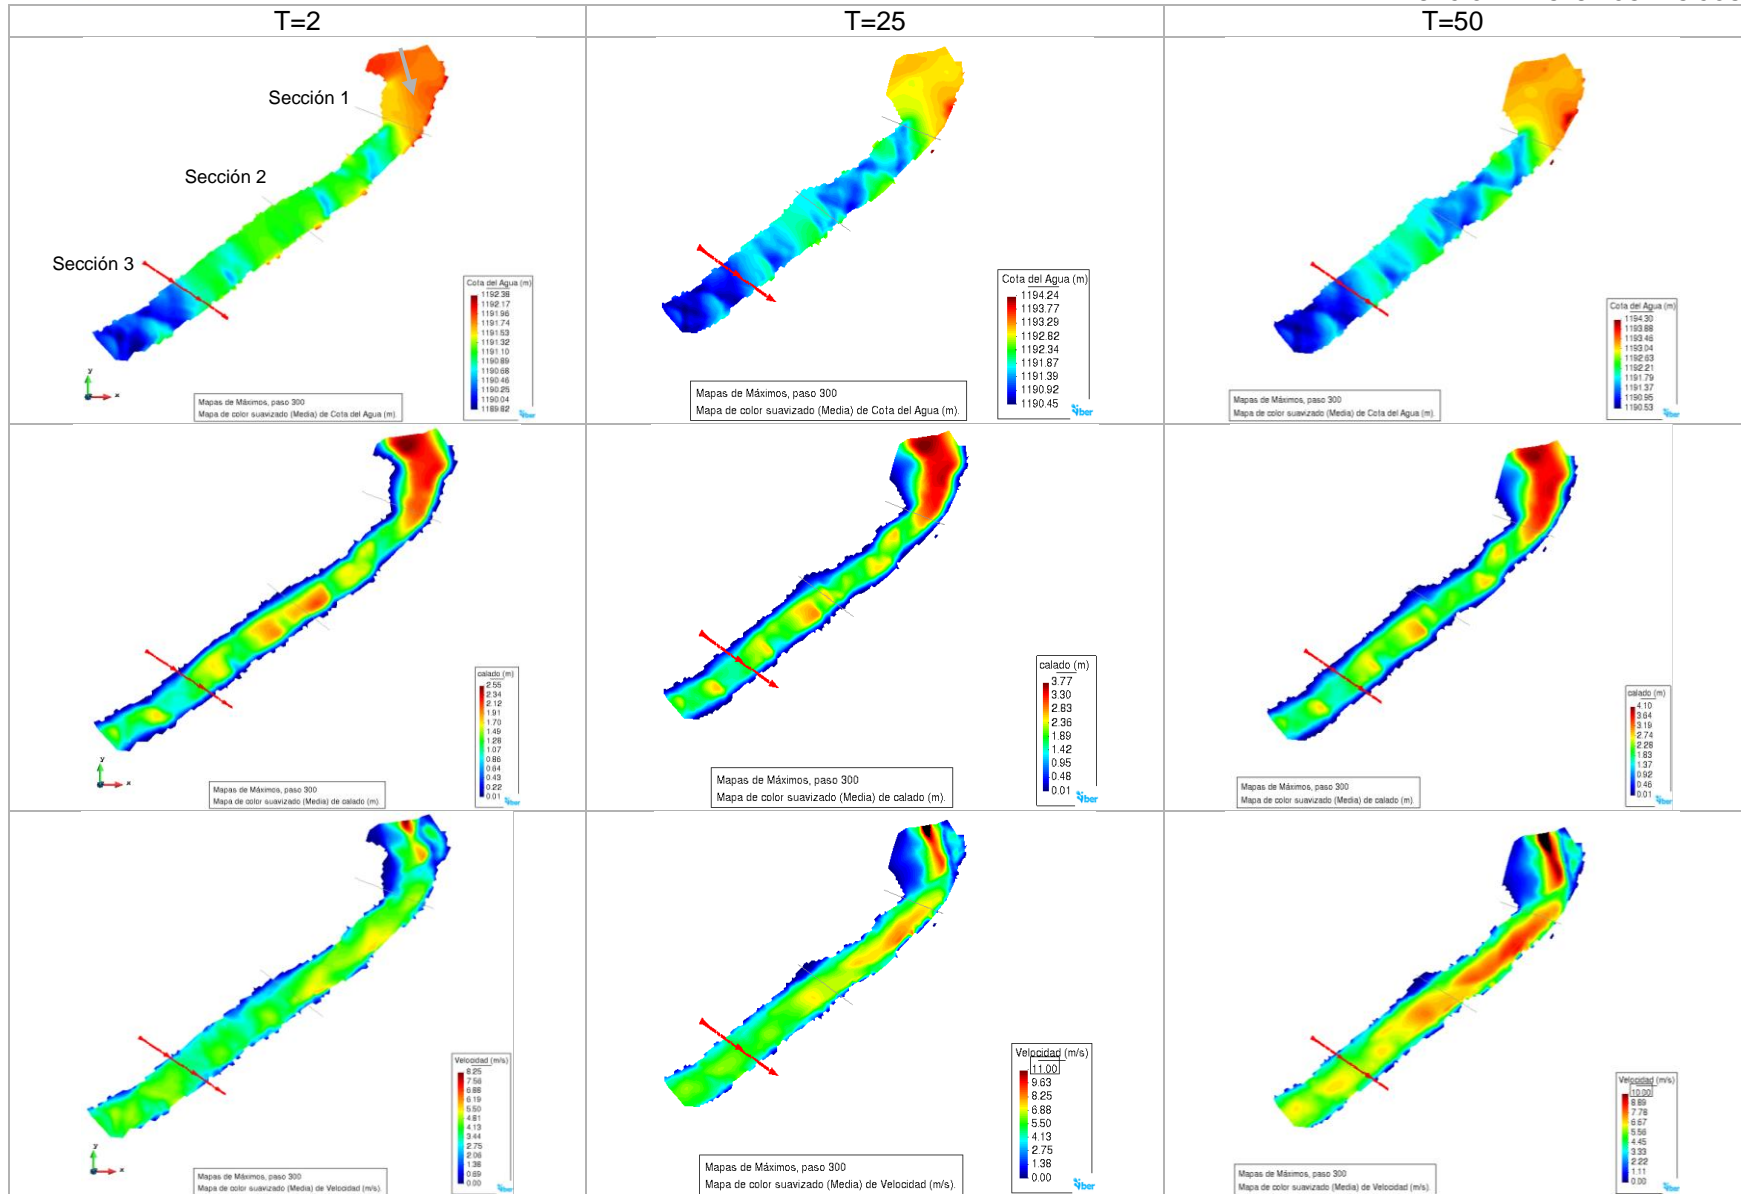 T=2
T=25
T=50
Sección 1
Sección 2
Sección 3
Cota del Agua (m)
1192.38
1192.17
1191.96
1191.74
1191.53
1191.32
1191.10
1190.89
1190.68
1190.46
1190.25
1190.04
1189.82
y
x
Mapas de Máximos, paso 300
Mapa de color suavizado (Media) de Cota del Agua (m).
iber
Cota del Agua (m)
1194.24
1193.77
1193.29
1192.82
1192.34
1191.87
1191.39
1190.92
1190.45
Mapas de Máximos, paso 300
Mapa de color suavizado (Media) de Cota del Agua (m).
iber
Cota del Agua (m)
1194.30
1193.88
1193.46
1193.04
1192.63
1192.21
1191.79
1191.37
1190.95
1190.53
Mapas de Máximos, paso 300
Mapa de color suavizado (Media) de Cota del Agua (m).
iber
calado (m)
2.55
2.34
2.12
1.91
1.70
1.49
1.28
1.07
0.86
0.64
0.43
0.22
0.01
y
x
Mapas de Máximos, paso 300
Mapa de color suavizado (Media) de calado (m).
iber
calado (m)
3.77
3.30
2.83
2.36
1.89
1.42
0.95
0.48
0.01
Mapas de Máximos, paso 300
Mapa de color suavizado (Media) de calado (m).
iber
calado (m)
4.10
3.64
3.19
2.74
2.28
1.83
1.37
0.92
0.46
0.01
Mapas de Máximos, paso 300
Mapa de color suavizado (Media) de calado (m).
iber
Velocidad (m/s)
8.25
7.56
6.88
6.19
5.50
4.81
4.13
3.44
2.75
2.06
1.38
0.69
0.00
y
x
Mapas de Máximos, paso 300
Mapa de color suavizado (Media) de Velocidad (m/s).
iber
Velocidad (m/s)
11.00
9.63
8.25
6.88
5.50
4.13
2.75
1.38
0.00
Mapas de Máximos, paso 300
Mapa de color suavizado (Media) de Velocidad (m/s).
iber
Velocidad (m/s)
10.00
8.89
7.78
6.67
5.56
4.45
3.33
2.22
1.11
0.00
Mapas de Máximos, paso 300
Mapa de color suavizado (Media) de Velocidad (m/s).
iber